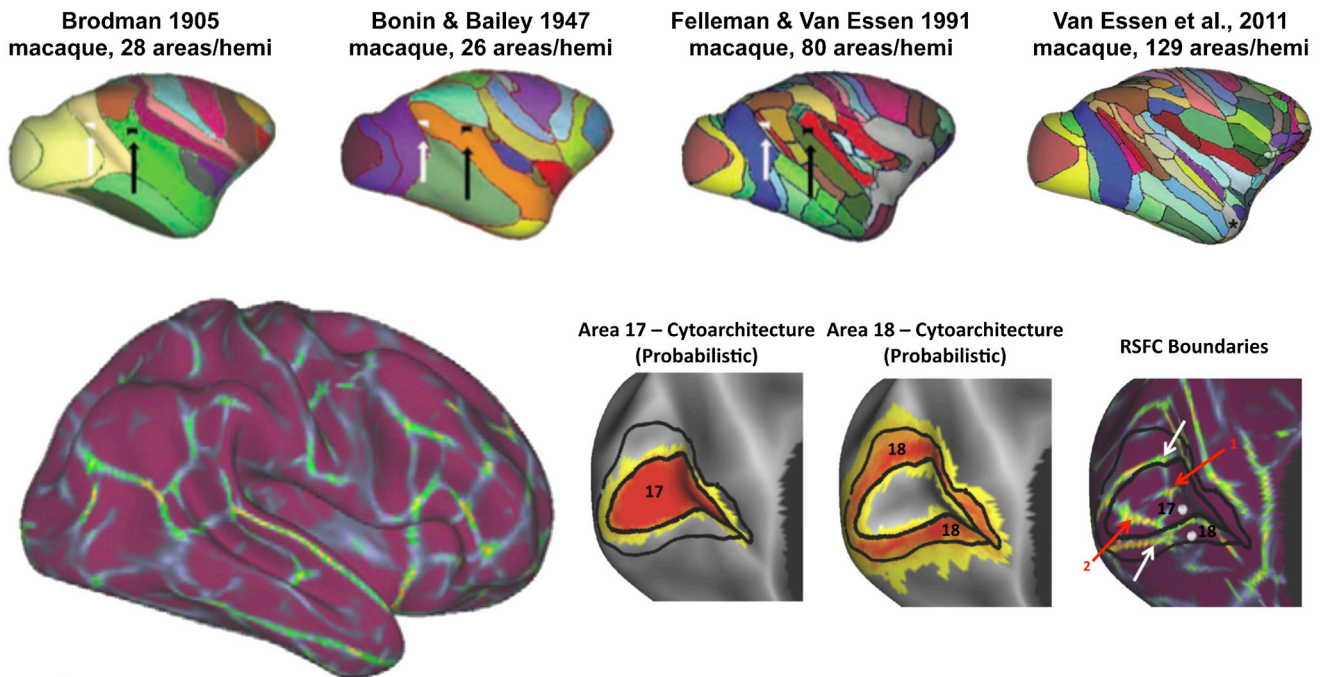 Brodman 1905
macaque, 28 areas/hemi
Bonin & Bailey 1947
macaque, 26 areas/hemi
Felleman & Van Essen 1991
macaque, 80 areas/hemi
Van Essen et al., 2011
macaque, 129 areas/hemi
*
Area 17 – Cytoarchitecture
(Probabilistic)
17
Area 18 – Cytoarchitecture
(Probabilistic)
18
18
RSFC Boundaries
1
17
18
2